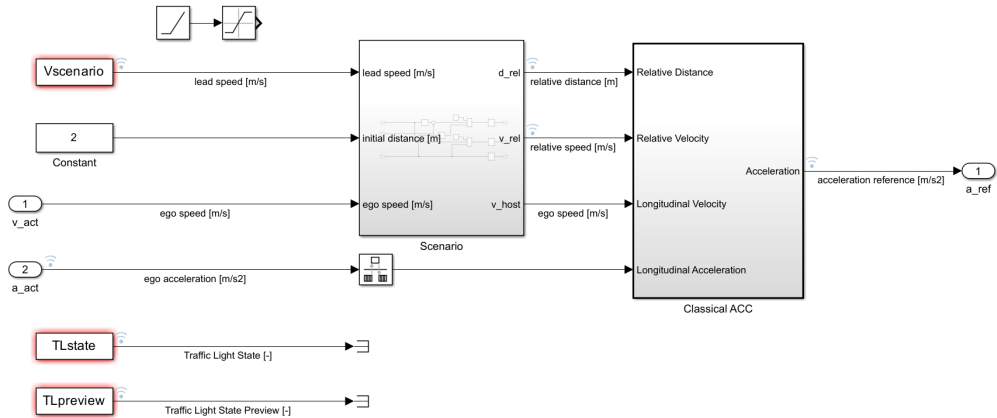 Vscenario
lead speed [m/s]
lead speed [m/s]
d_rel
relative distance [m]
Relative Distance
2
Constant
initial distance [m]
v_rel
relative speed [m/s]
Relative Velocity
Acceleration
acceleration reference [m/s2]
1
a_ref
1
v_act
ego speed [m/s]
ego speed [m/s]
v_host
ego speed [m/s]
Longitudinal Velocity
Scenario
2
a_act
ego acceleration [m/s2]
Longitudinal Acceleration
Classical ACC
TLstate
Traffic Light State [-]
TLpreview
Traffic Light State Preview [-]